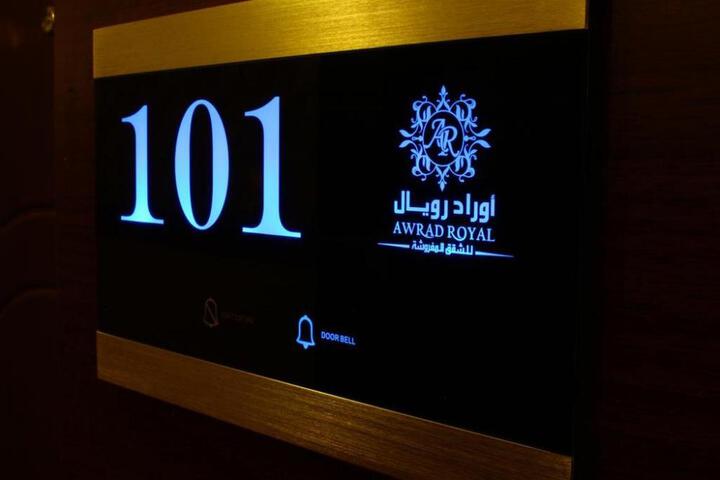 101
AR
أوراد رويال
AWRAD ROYAL
للشقق المفروشة
DOOR BELL